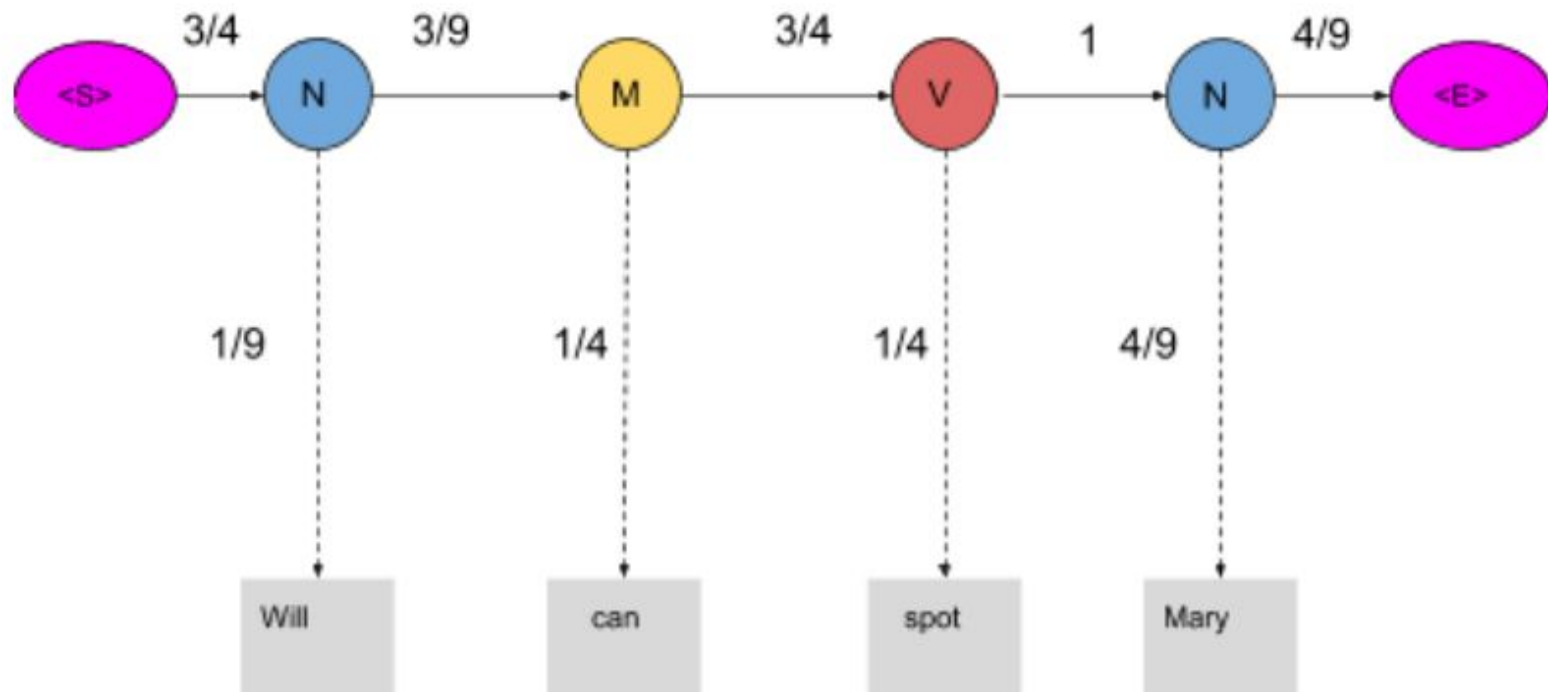 3/4 3/9 3/4 1 4/9
<S> N M V N <E>
1/9 1/4 1/4 4/9
Will can spot Mary